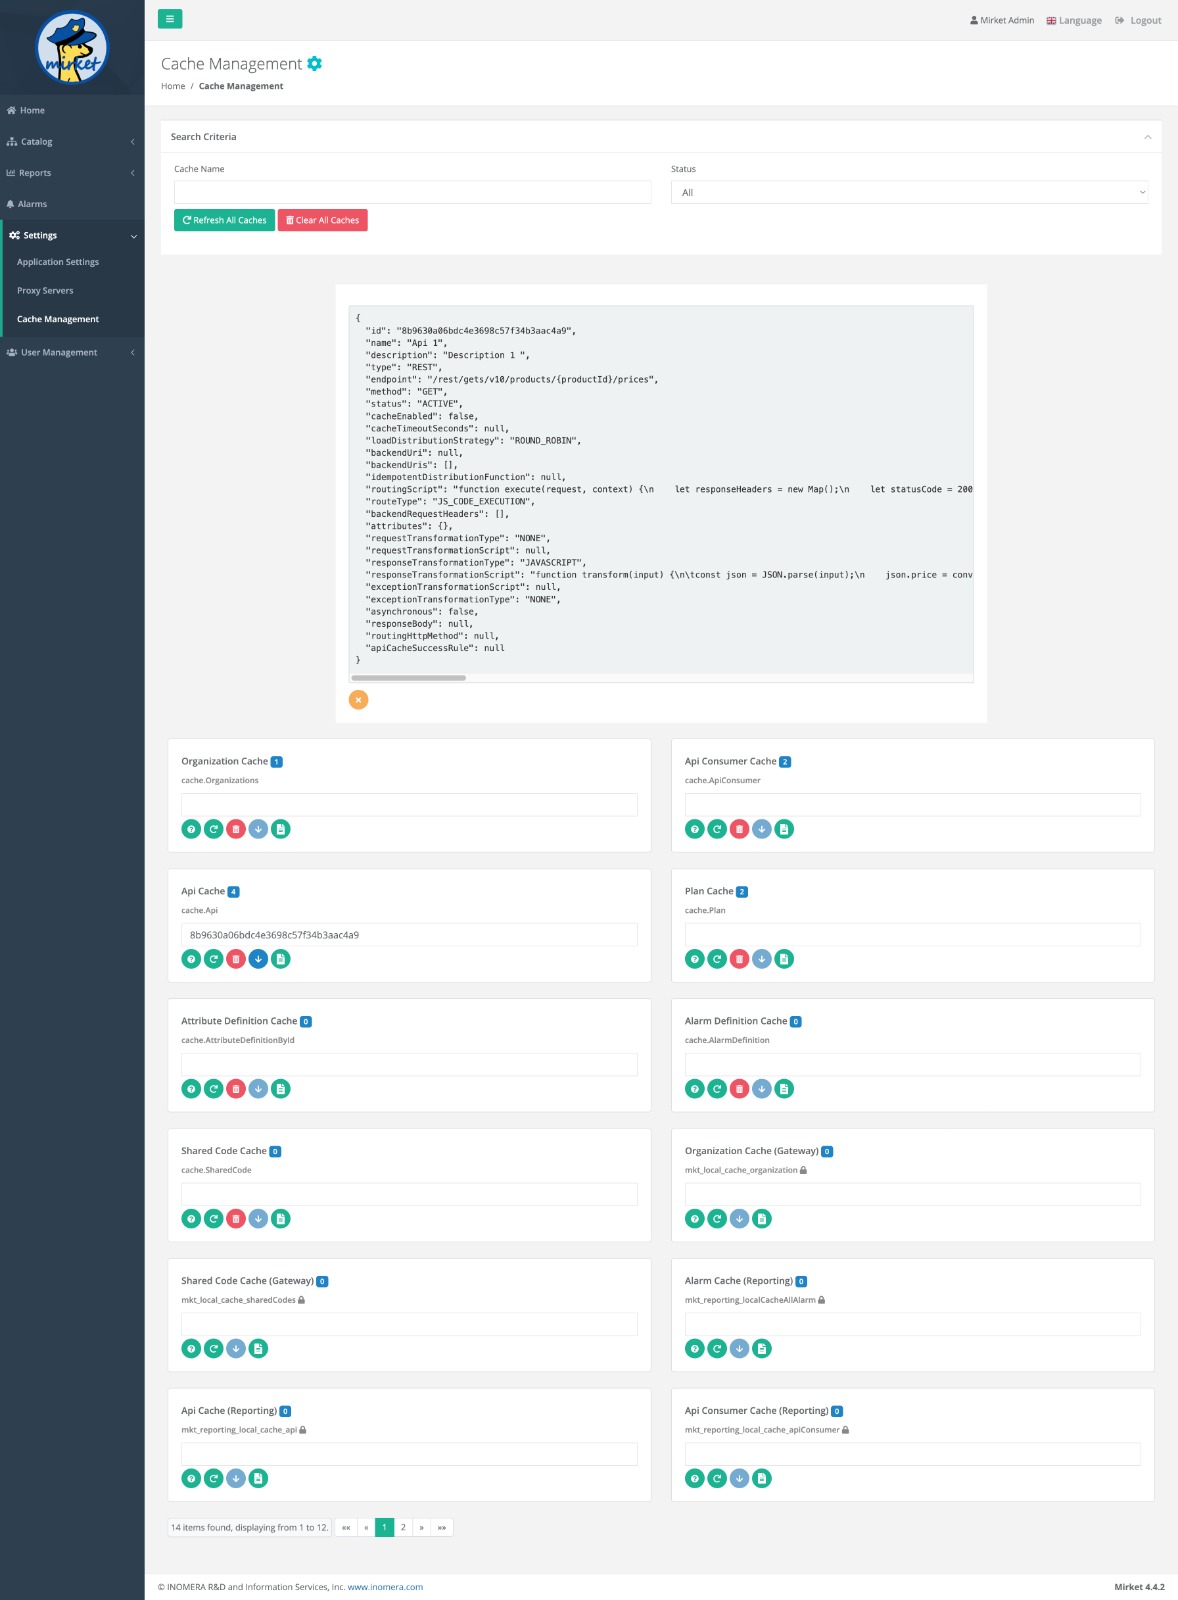 mirket
Mirket Admin
Language
Logout
Cache Management
Home / Cache Management
Home
Catalog
Reports
Alarms
Settings
Application Settings
Proxy Servers
Cache Management
User Management
Search Criteria
Cache Name
Status
All
Refresh All Caches
Clear All Caches
{
"id": "8b9630a06bdc4e3698c57f34b3aac4a9",
"name": "Api 1",
"description": "Description 1 ",
"type": "REST",
"endpoint": "/rest/gets/v10/products/{productId}/prices",
"method": "GET",
"status": "ACTIVE",
"cacheEnabled": false,
"cacheTimeoutSeconds": null,
"loadDistributionStrategy": "ROUND_ROBIN",
"backendUri": null,
"backendUris": [],
"idempotentDistributionFunction": null,
"routingScript": "function execute(request, context) {\n    let responseHeaders = new Map();\n    let statusCode = 200
"routeType": "JS_CODE_EXECUTION",
"backendRequestHeaders": [],
"attributes": {},
"requestTransformationType": "NONE",
"requestTransformationScript": null,
"responseTransformationType": "JAVASCRIPT",
"responseTransformationScript": "function transform(input) {\n\tconst json = JSON.parse(input);\n    json.price = conv
"exceptionTransformationScript": null,
"exceptionTransformationType": "NONE",
"asynchronous": false,
"responseBody": null,
"routingHttpMethod": null,
"apiCacheSuccessRule": null
}
Organization Cache 1
cache.Organizations
Api Consumer Cache 2
cache.ApiConsumer
Api Cache 4
cache.Api
8b9630a06bdc4e3698c57f34b3aac4a9
Plan Cache 2
cache.Plan
Attribute Definition Cache 0
cache.AttributeDefinitionById
Alarm Definition Cache 0
cache.AlarmDefinition
Shared Code Cache 0
cache.SharedCode
Organization Cache (Gateway) 0
mkt_local_cache_organization
Shared Code Cache (Gateway) 0
mkt_local_cache_sharedCodes
Alarm Cache (Reporting) 0
mkt_reporting_localCacheAllAlarm
Api Cache (Reporting) 0
mkt_reporting_local_cache_api
Api Consumer Cache (Reporting) 0
mkt_reporting_local_cache_apiConsumer
14 items found, displaying from 1 to 12. «« « 1 2 » »»
© INOMERA R&D and Information Services, Inc. www.inomera.com
Mirket 4.4.2